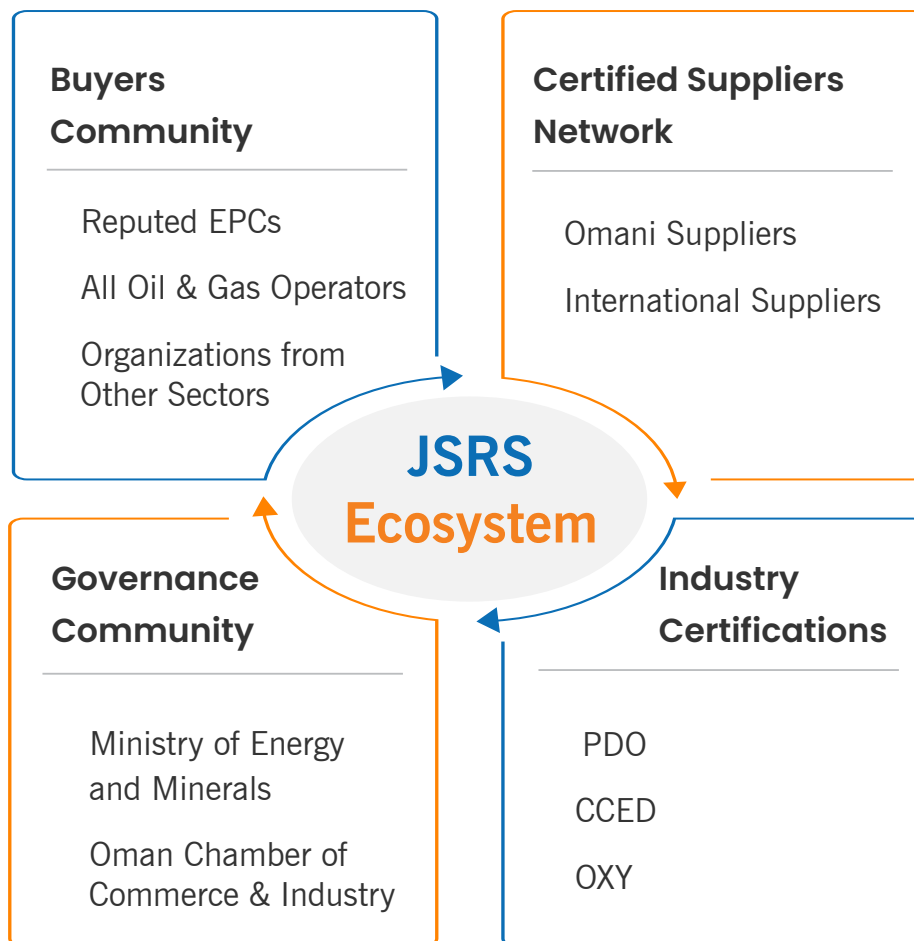 Buyers
Community
Reputed EPCs
All Oil & Gas Operators
Organizations from
Other Sectors
Certified Suppliers
Network
Omani Suppliers
International Suppliers
JSRS
Ecosystem
Governance
Community
Ministry of Energy
and Minerals
Oman Chamber of
Commerce & Industry
Industry
Certifications
PDO
CCED
OXY